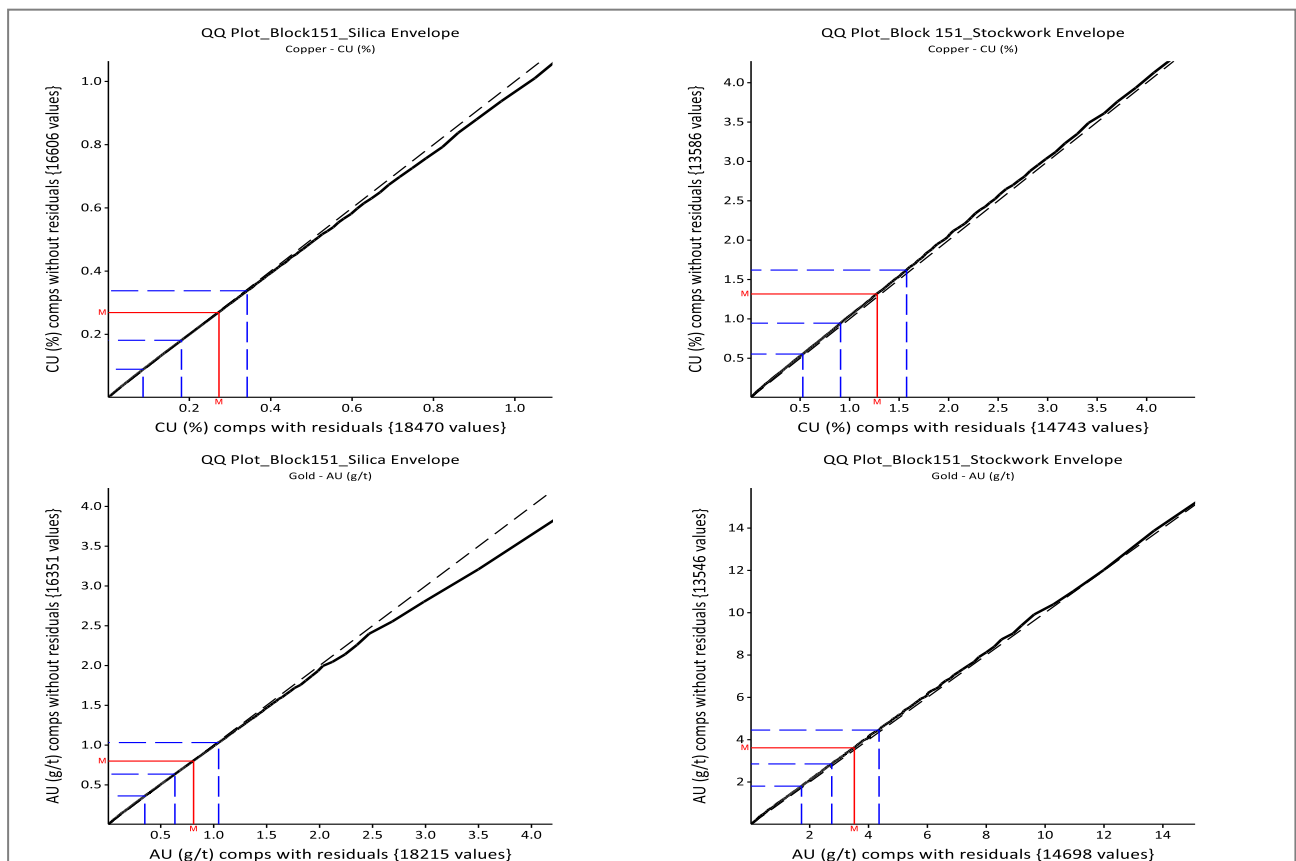 QQ Plot_Block151_Silica Envelope
Copper - CU (%)
CU (%) comps without residuals {16606 values}
1.0
0.8
0.6
0.4
0.2
M
0.2 0.4 0.6 0.8 1.0
M
CU (%) comps with residuals {18470 values}
QQ Plot_Block 151_Stockwork Envelope
Copper - CU (%)
CU (%) comps without residuals {13586 values}
4.0
3.5
3.0
2.5
2.0
1.5
M
1.0
0.5
0.5 1.0 1.5 2.0 2.5 3.0 3.5 4.0
M
CU (%) comps with residuals {14743 values}
QQ Plot_Block151_Silica Envelope
Gold - AU (g/t)
AU (g/t) comps without residuals {16351 values}
4.0
3.5
3.0
2.5
2.0
1.5
1.0
M
0.5
0.5 1.0 1.5 2.0 2.5 3.0 3.5 4.0
M
AU (g/t) comps with residuals {18215 values}
QQ Plot_Block151_Stockwork Envelope
Gold - AU (g/t)
AU (g/t) comps without residuals {13546 values}
14
12
10
8
6
4
M
2
2 4 6 8 10 12 14
M
AU (g/t) comps with residuals {14698 values}